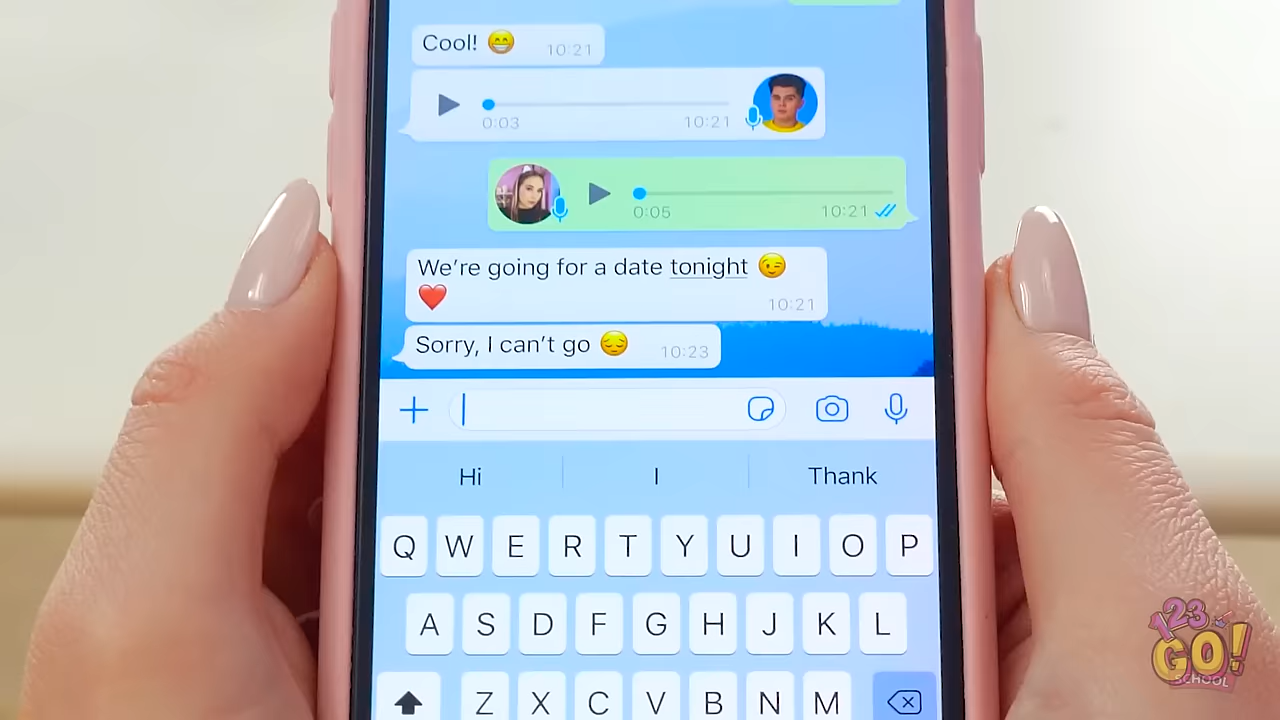 Cool! 😁 10:21
0:03 10:21
0:05 10:21
We're going for a date tonight 😉
❤️ 10:21
Sorry, I can't go 😔 10:23
Hi I Thank
Q W E R T Y U I O P
A S D F G H J K L
Z X C V B N M
123
GO!
SCHOOL